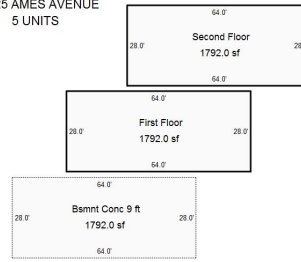 25 AMES AVENUE
5 UNITS
64.0'
28.0' Second Floor 28
1792.0 sf
64.0'
64.0'
28.0' First Floor 28.0'
1792.0 sf
64.0'
64.0'
28.0' Bsmnt Conc 9 ft 28.0'
1792.0 sf
64.0'